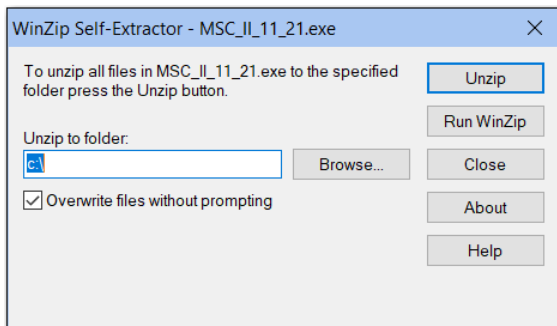 WinZip Self-Extractor - MSC_II_11_21.exe
To unzip all files in MSC_II_11_21.exe to the specified
folder press the Unzip button.
Unzip to folder:
c:\
Browse...
Overwrite files without prompting
Unzip
Run WinZip
Close
About
Help